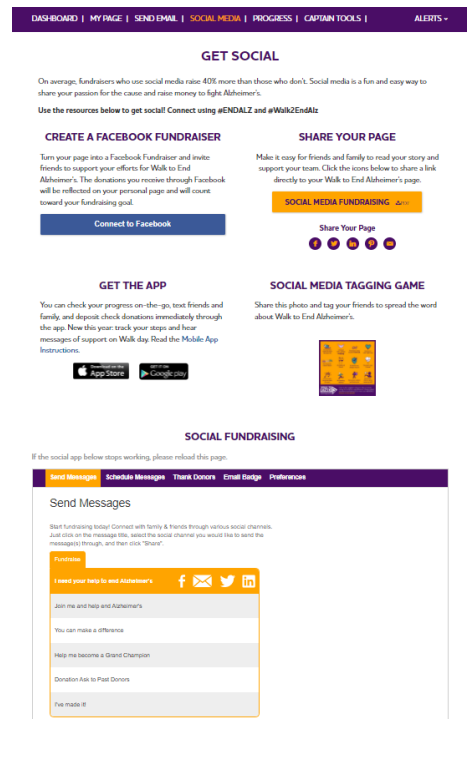 DASHBOARD | MY PAGE | SEND EMAIL | SOCIAL MEDIA | PROGRESS | CAPTAIN TOOLS | ALERTS
GET SOCIAL
On average, fundraisers who use social media raise 40% more than those who don't. Social media is a fun and easy way to
share your passion for the cause and raise money to fight Alzheimer's.
Use the resources below to get social! Connect using #ENDALZ and #Walk2EndAlz
CREATE A FACEBOOK FUNDRAISER
Turn your page into a Facebook Fundraiser and invite
friends to support your efforts for Walk to End
Alzheimer's. The donations you receive through Facebook
will be reflected on your personal page and will count
toward your fundraising goal.
Connect to Facebook
SHARE YOUR PAGE
Make it easy for friends and family to read your story and
support your team. Click the icons below to share a link
directly to your Walk to End Alzheimer's page.
SOCIAL MEDIA FUNDRAISING
Share Your Page
GET THE APP
You can check your progress on-the-go, text friends and
family, and deposit check donations immediately through
the app. New this year: track your steps and hear
messages of support on Walk day. Read the Mobile App
Instructions.
Download on the
App Store
GET IT ON
Google play
SOCIAL MEDIA TAGGING GAME
Share this photo and tag your friends to spread the word
about Walk to End Alzheimer's.
SOCIAL FUNDRAISING
If the social app below stops working, please reload this page.
Send Messages Schedule Messages Thank Donors Email Badge Preferences
Send Messages
Start fundraising today! Connect with family & friends through various social channels.
Just click on the message title, select the social channel you would like to send the
message(s) through, and then click "Share".
Fundraise
I need your help to end Alzheimer's
Join me and help end Alzheimer's
You can make a difference
Help me become a Grand Champion
Donation Ask to Past Donors
I've made it!